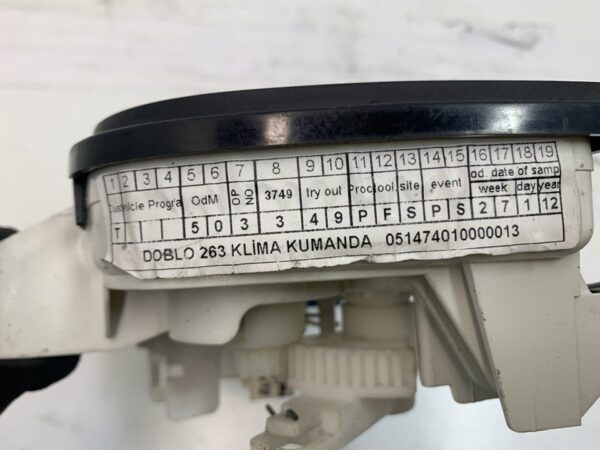 1 2 3 4 5 6 7 8 9 10 11 12 13 14 15 16 17 18 19
Progra OdM OP NO 3749 try out Proc tool. site event od. date of samp
week day year
T 5 0 3 3 4 9 P F S P S 2 7 1 12
DOBLO 263 KLİMA KUMANDA 051474010000013